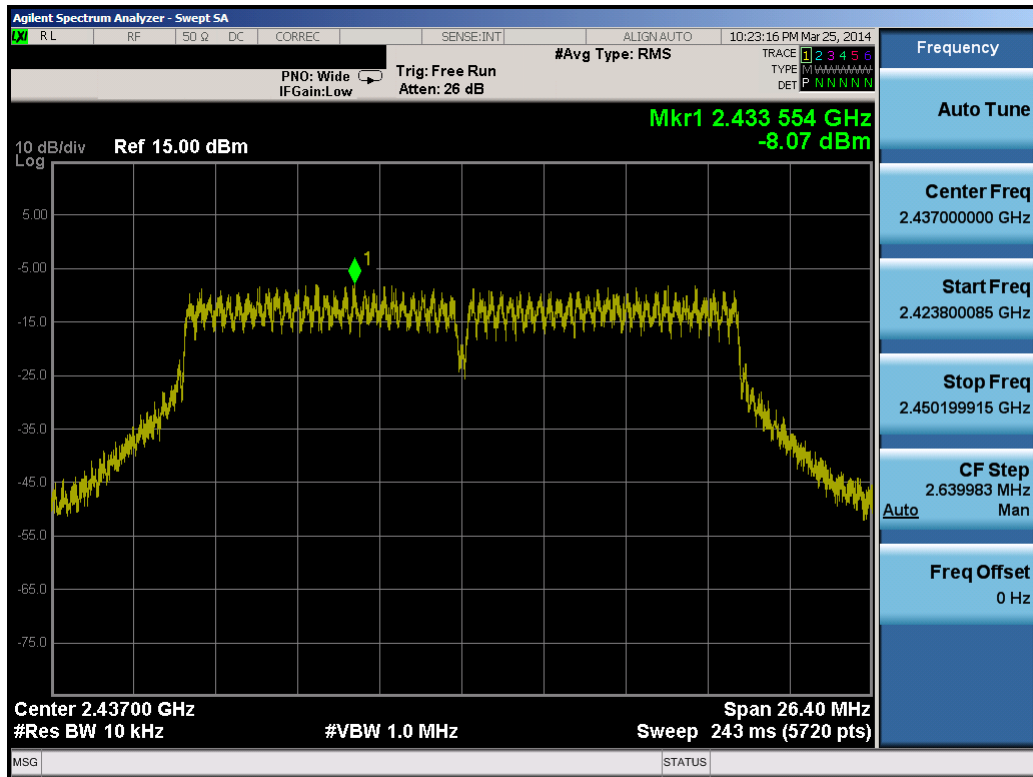 Agilent Spectrum Analyzer - Swept SA
LXI RL RF 50 Ω DC CORREC SENSE:INT ALIGN AUTO 10:23:16 PM Mar 25, 2014
Frequency
#Avg Type: RMS
TRACE 1 2 3 4 5 6
PNO: Wide Trig: Free Run
TYPE M WWWWW
IFGain:Low Atten: 26 dB
DET P N N N N N
Auto Tune
Mkr1 2.433 554 GHz
-8.07 dBm
10 dB/div Ref 15.00 dBm
Log
5.00
-5.00
-15.0
-25.0
-35.0
-45.0
-55.0
-65.0
-75.0
1
Center Freq
2.437000000 GHz
Start Freq
2.423800085 GHz
Stop Freq
2.450199915 GHz
CF Step
2.639983 MHz
Auto Man
Freq Offset
0 Hz
Center 2.43700 GHz Span 26.40 MHz
#Res BW 10 kHz #VBW 1.0 MHz Sweep 243 ms (5720 pts)
MSG STATUS